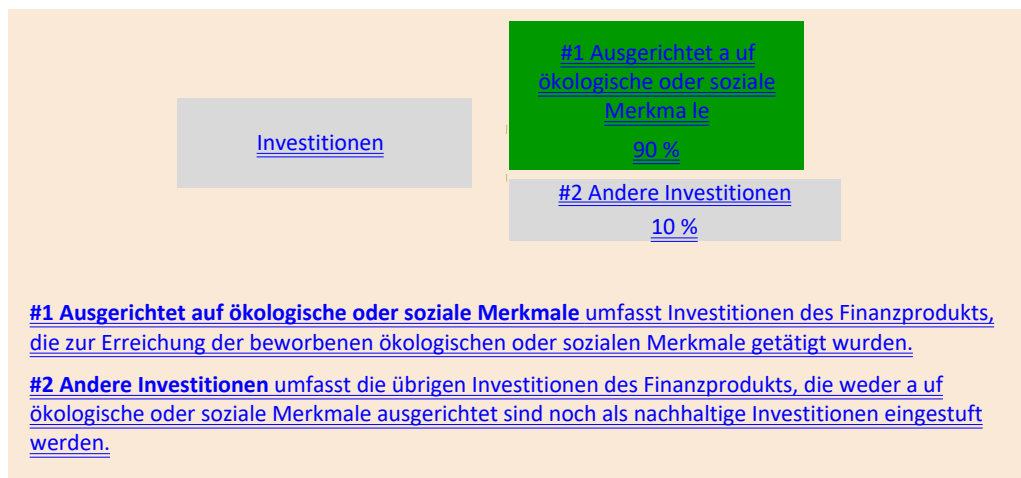 #1 Ausgerichtet a uf
ökologische oder soziale
Merkma le
90 %
Investitionen
#2 Andere Investitionen
10 %
#1 Ausgerichtet auf ökologische oder soziale Merkmale umfasst Investitionen des Finanzprodukts,
die zur Erreichung der beworbenen ökologischen oder sozialen Merkmale getätigt wurden.
#2 Andere Investitionen umfasst die übrigen Investitionen des Finanzprodukts, die weder a uf
ökologische oder soziale Merkmale ausgerichtet sind noch als nachhaltige Investitionen eingestuft
werden.